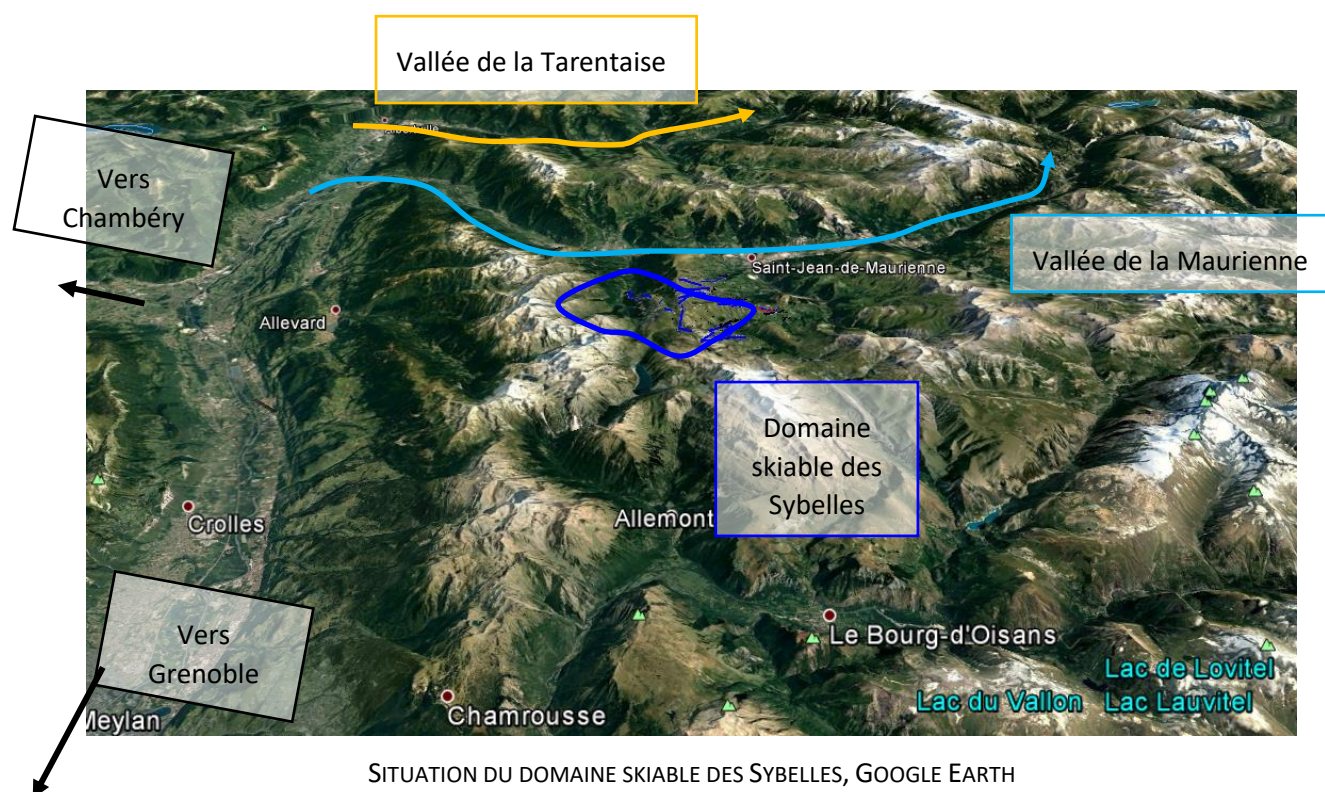 Vallée de la Tarentaise
Albertville
Vers
Chambéry
Vallée de la Maurienne
Saint-Jean-de-Maurienne
Allevard
Domaine
skiable des
Sybelles
Crolles
Allemont
Vers
Grenoble
Le Bourg-d'Oisans
Lac de Lovitel
Lac du Vallon Lac Lauvitel
Chamrousse
Meylan
SITUATION DU DOMAINE SKIABLE DES SYBELLES, GOOGLE EARTH